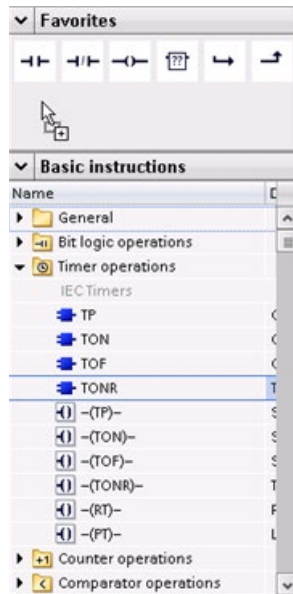 Favorites
??
Basic instructions
Name
General
Bit logic operations
Timer operations
IEC Timers
TP
TON
TOF
TONR T
-(TP)- S
-(TON)- S
-(TOF)- S
-(TONR)- T
-(RT)-
-(PT)- L
+1 Counter operations
Comparator operations